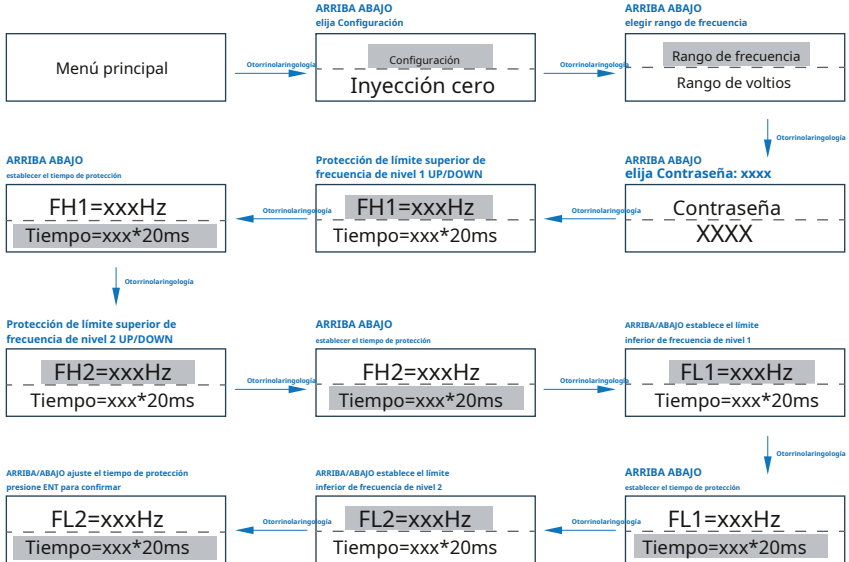 ARRIBA ABAJO
elija Configuración
ARRIBA ABAJO
elegir rango de frecuencia
Menú principal
Otorrinolaringología
Configuración
Inyección cero
Otorrinolaringología
Rango de frecuencia
Rango de voltios
Otorrinolaringología
ARRIBA ABAJO
establecer el tiempo de protección
Protección de límite superior de
frecuencia de nivel 1 UP/DOWN
ARRIBA ABAJO
elija Contraseña: xxxx
FH1=xxxHz
Tiempo=xxx*20ms
Otorrinolaringología
FH1=xxxHz
Tiempo=xxx*20ms
Otorrinolaringología
Contraseña
XXXX
Otorrinolaringología
Protección de límite superior de
frecuencia de nivel 2 UP/DOWN
ARRIBA ABAJO
establecer el tiempo de protección
ARRIBA/ABAJO establece el límite
inferior de frecuencia de nivel 1
FH2=xxxHz
Tiempo=xxx*20ms
Otorrinolaringología
FH2=xxxHz
Tiempo=xxx*20ms
Otorrinolaringología
FL1=xxxHz
Tiempo=xxx*20ms
Otorrinolaringología
ARRIBA/ABAJO ajuste el tiempo de protección
presione ENT para confirmar
ARRIBA/ABAJO establece el límite
inferior de frecuencia de nivel 2
ARRIBA ABAJO
establecer el tiempo de protección
FL2=xxxHz
Tiempo=xxx*20ms
Otorrinolaringología
FL2=xxxHz
Tiempo=xxx*20ms
Otorrinolaringología
FL1=xxxHz
Tiempo=xxx*20ms